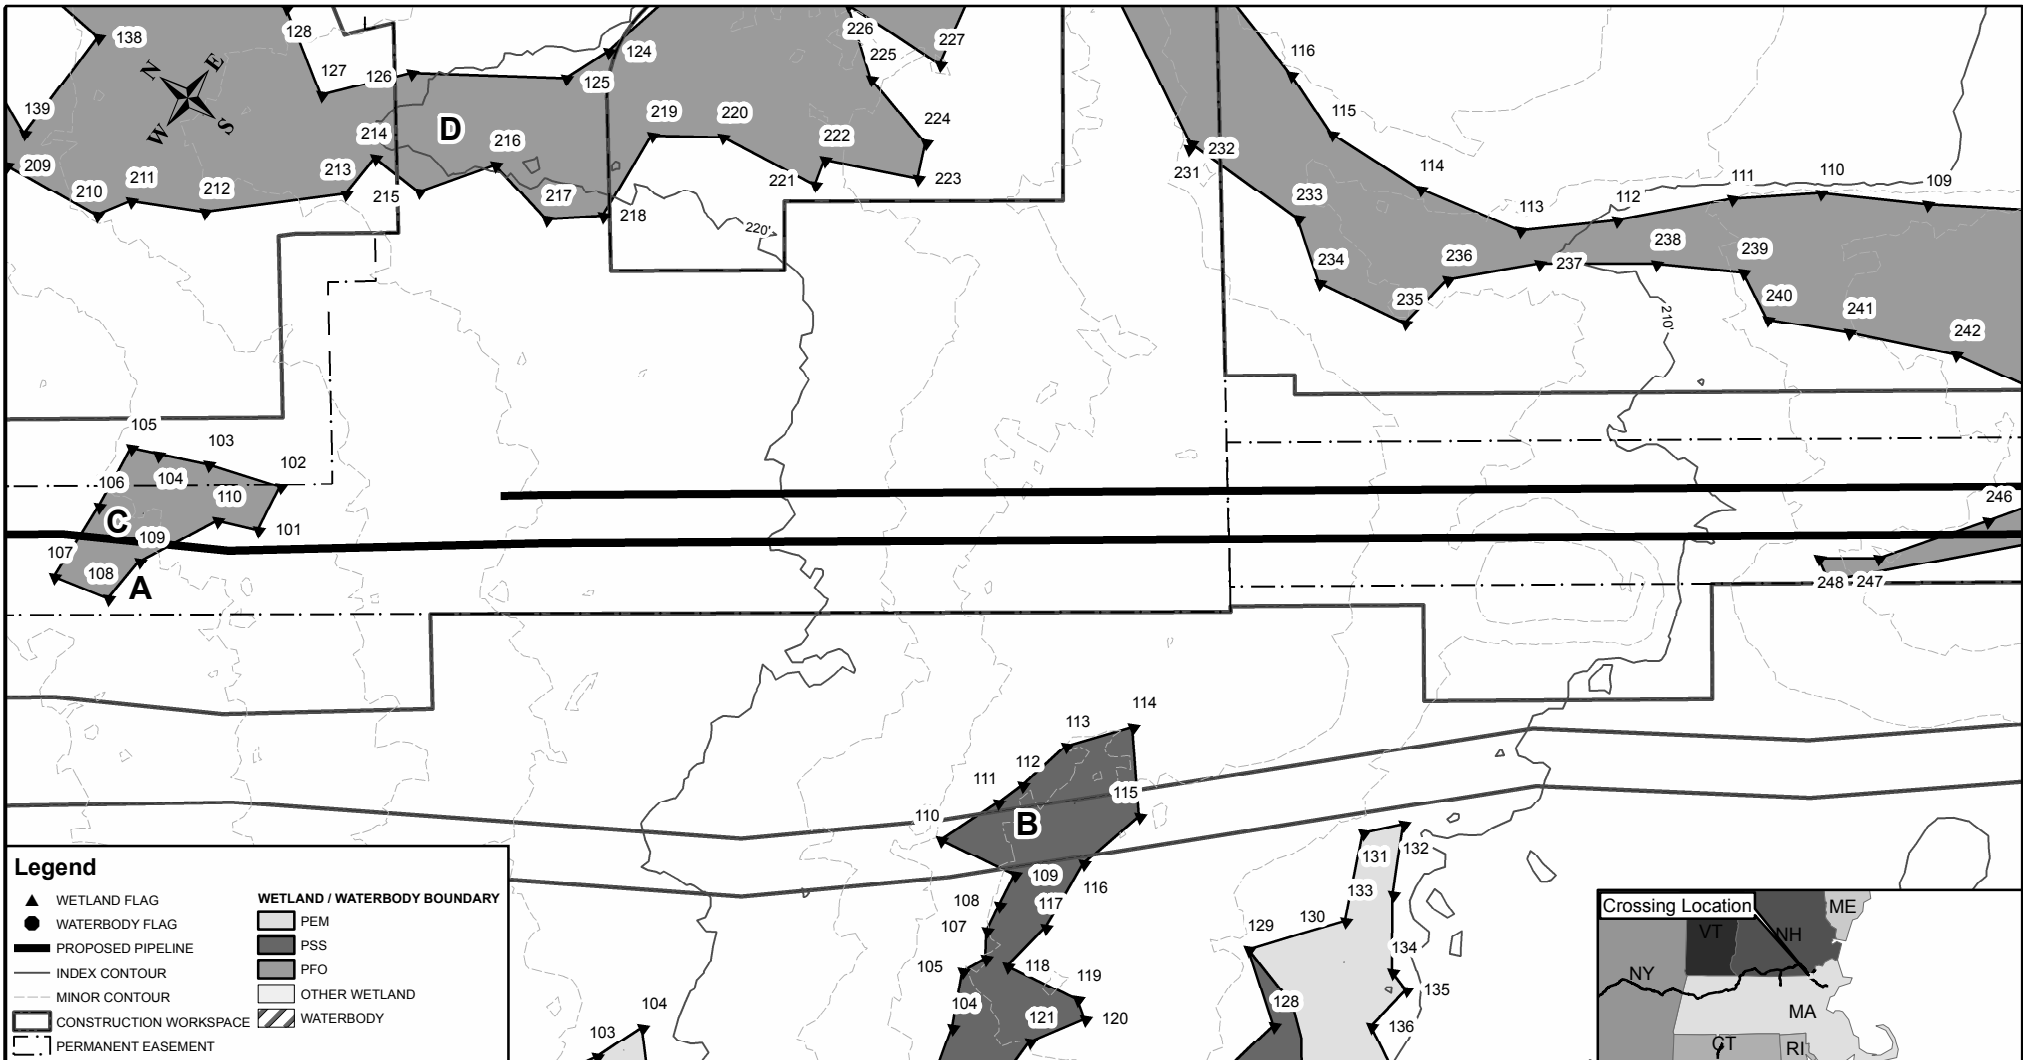 138
128
E
N
W
S
127
126
124
125
226
227
225
139
209
210
211
212
213
214
215
D
216
217
218
219
220
221
222
223
224
220'
116
115
114
113
112
111
110
109
231
232
233
234
235
236
237
238
239
240
241
242
210'
105
103
102
106
104
110
101
C
109
107
108
A
246
248
247
114
113
112
111
110
115
B
109
108
107
116
117
105
118
119
104
121
120
131
132
133
130
129
134
128
135
136
104
103
Legend
WETLAND FLAG
WATERBODY FLAG
PROPOSED PIPELINE
INDEX CONTOUR
MINOR CONTOUR
CONSTRUCTION WORKSPACE
PERMANENT EASEMENT
WETLAND / WATERBODY BOUNDARY
PEM
PSS
PFO
OTHER WETLAND
WATERBODY
Crossing Location
ME
VT
NH
NY
MA
CT
RI